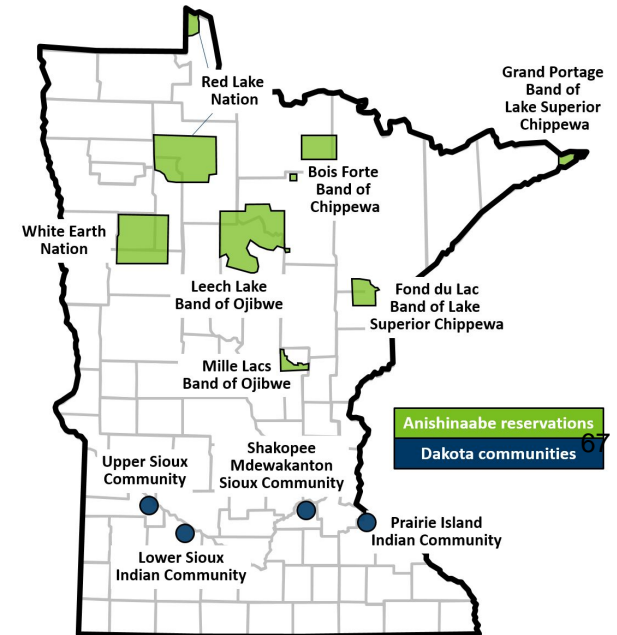 Red Lake
Nation
Grand Portage
Band of
Lake Superior
Chippewa
Bois Forte
Band of
Chippewa
White Earth
Nation
Leech Lake
Band of Ojibwe
Fond du Lac
Band of Lake
Superior Chippewa
Mille Lacs
Band of Ojibwe
Anishinaabe reservations
67
Dakota communities
Upper Sioux
Community
Shakopee
Mdewakanton
Sioux Community
Prairie Island
Indian Community
Lower Sioux
Indian Community